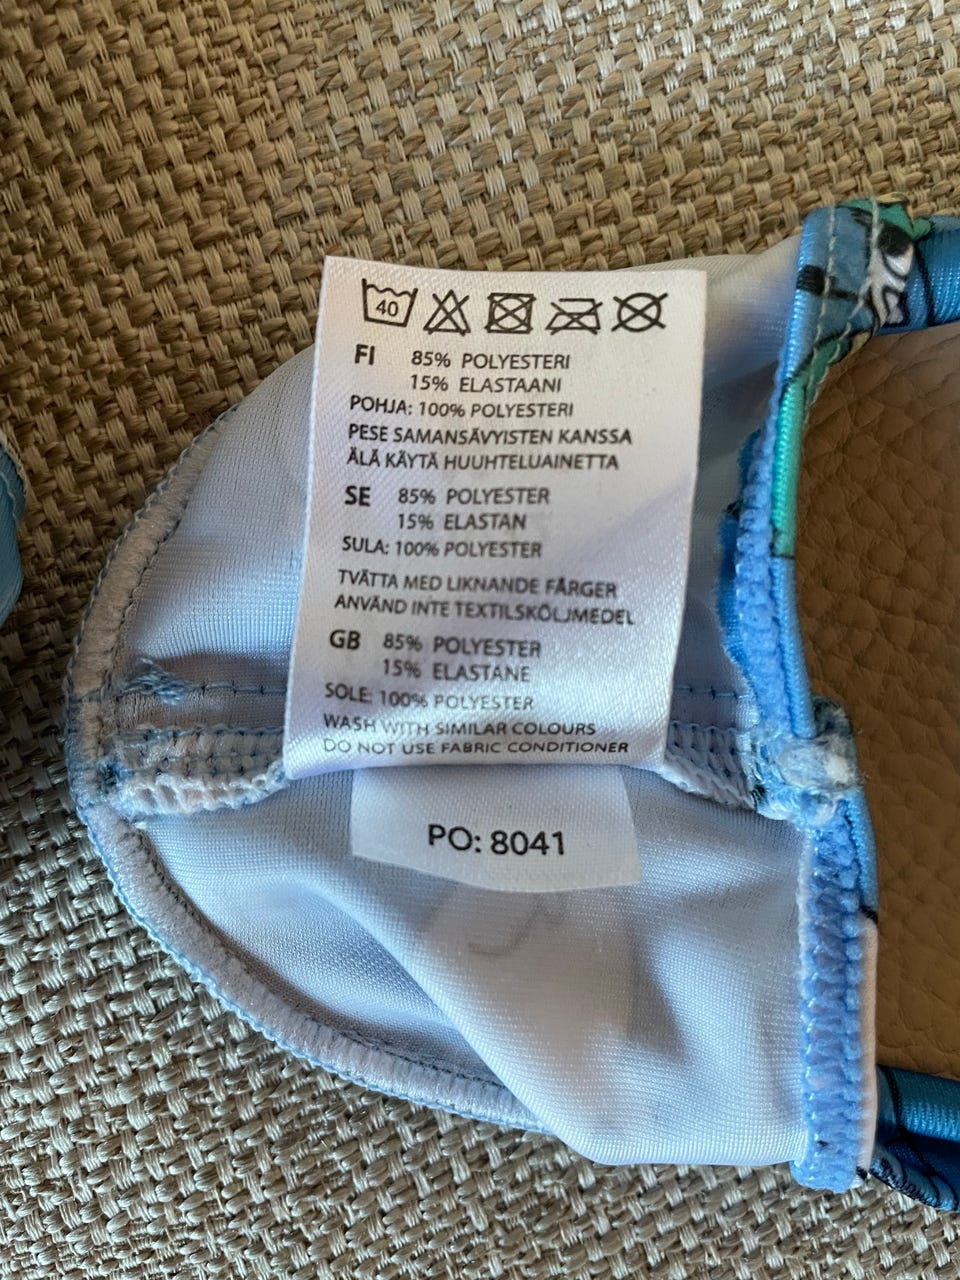 40
FI 85% POLYESTERI
15% ELASTAANI
POHJA: 100% POLYESTERI
PESE SAMANSÄVYISTEN KANSSA
ÄLÄ KÄYTÄ HUUHTELUAINETTA
SE 85% POLYESTER
15% ELASTAN
SULA: 100% POLYESTER
TVÄTTA MED LIKNANDE FÄRGER
ANVÄND INTE TEXTILSKÖLJMEDEL
GB 85% POLYESTER
15% ELASTANE
SOLE: 100% POLYESTER
WASH WITH SIMILAR COLOURS
DO NOT USE FABRIC CONDITIONER
PO: 8041